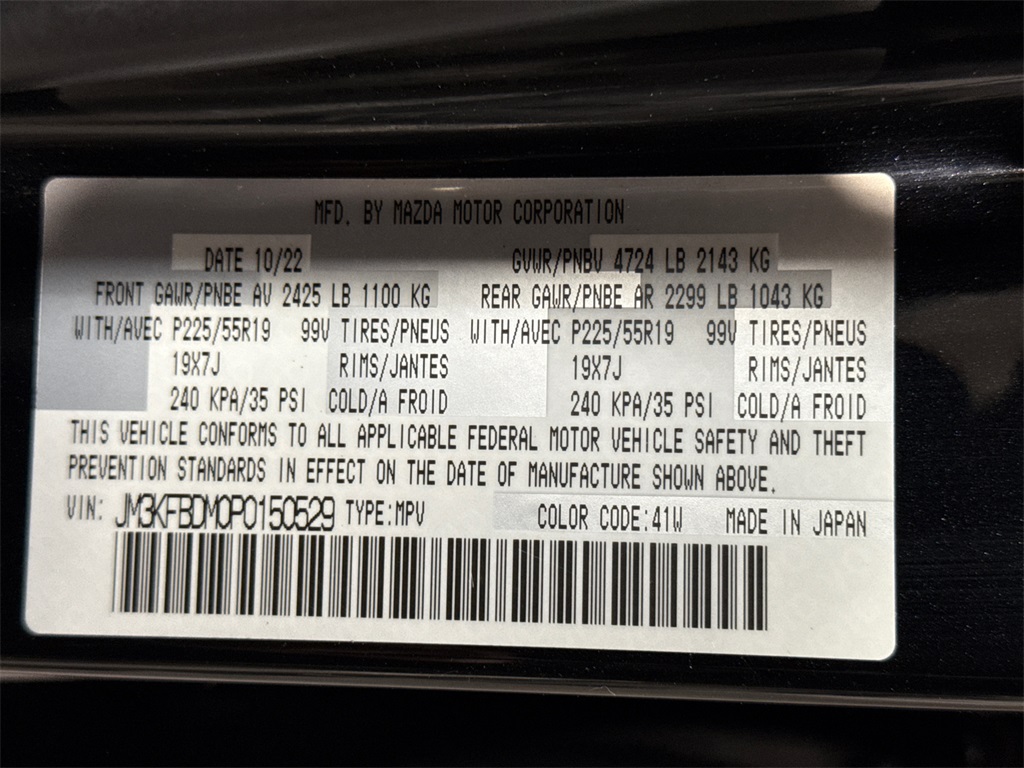 MFD. BY MAZDA MOTOR CORPORATION
DATE 10/22 GVWR/PNBV 4724 LB 2143 KG
FRONT GAWR/PNBE AV 2425 LB 1100 KG REAR GAWR/PNBE AR 2299 LB 1043 KG
WITH/AVEC P225/55R19 99V TIRES/PNEUS WITH/AVEC P225/55R19 99V TIRES/PNEUS
19X7J RIMS/JANTES 19X7J RIMS/JANTES
240 KPA/35 PSI COLD/A FROID 240 KPA/35 PSI COLD/A FROID
THIS VEHICLE CONFORMS TO ALL APPLICABLE FEDERAL MOTOR VEHICLE SAFETY AND THEFT
PREVENTION STANDARDS IN EFFECT ON THE DATE OF MANUFACTURE SHOWN ABOVE.
VIN: JM3KFBDM0P0150529 TYPE:MPV COLOR CODE:41W MADE IN JAPAN